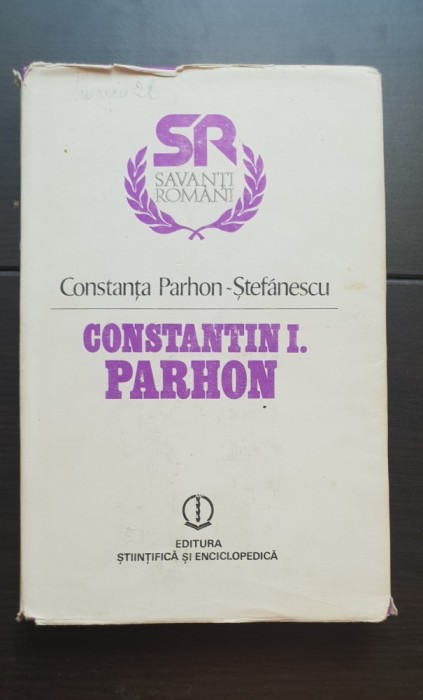 SR
SAVANȚI
ROMÂNI
Constanța Parhon-Ștefănescu
CONSTANTIN I.
PARHON
EDITURA
ȘTIINȚIFICĂ ȘI ENCICLOPEDICĂ